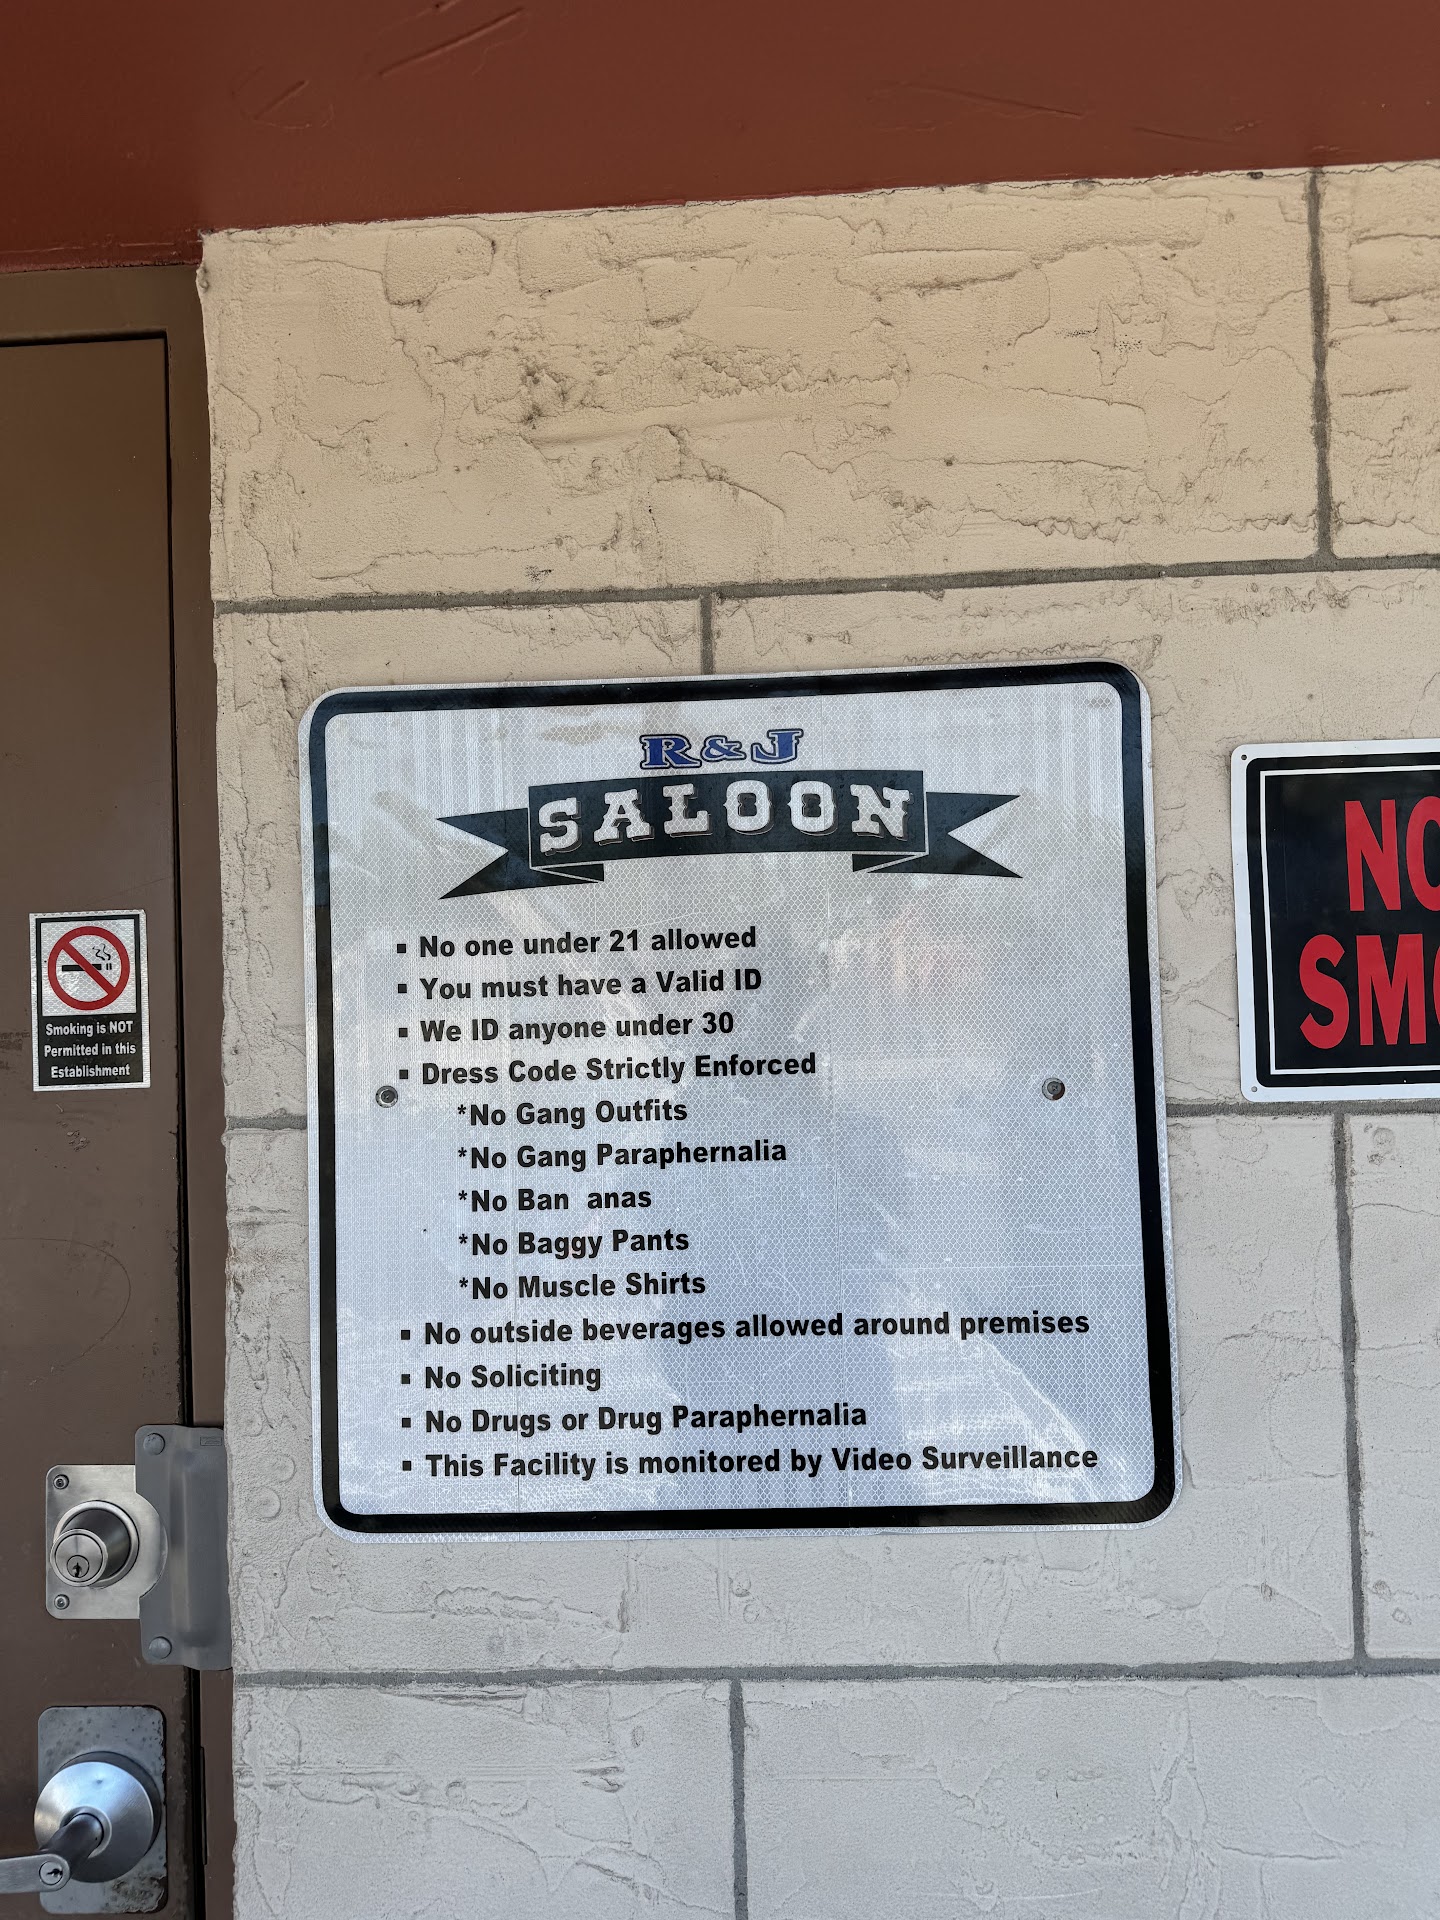 R&J
SALOON
▪ No one under 21 allowed
▪ You must have a Valid ID
▪ We ID anyone under 30
▪ Dress Code Strictly Enforced
*No Gang Outfits
*No Gang Paraphernalia
*No Ban  anas
*No Baggy Pants
*No Muscle Shirts
▪ No outside beverages allowed around premises
▪ No Soliciting
▪ No Drugs or Drug Paraphernalia
▪ This Facility is monitored by Video Surveillance
Smoking is NOT
Permitted in this
Establishment
NO